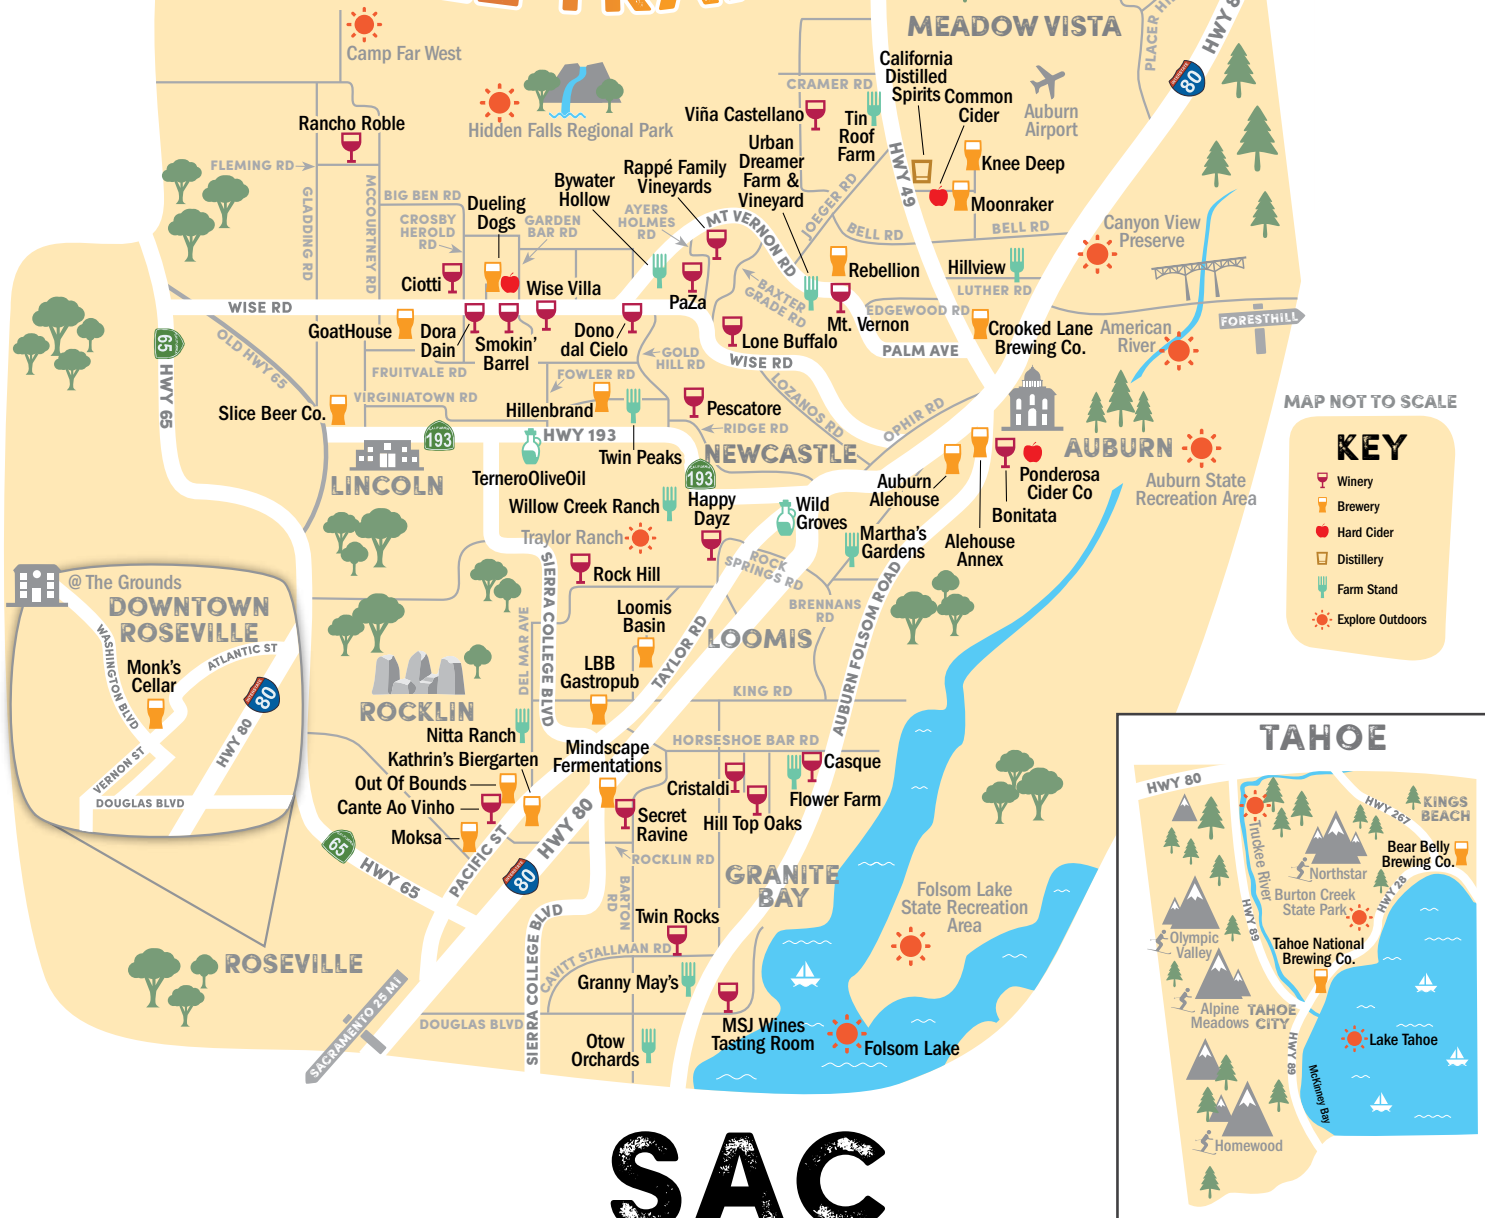 MEADOW VISTA
HWY 8
PLACER HI
Camp Far West
Hidden Falls Regional Park
Rancho Roble
FLEMING RD
GLADDING RD
MCCOURTNEY RD
BIG BEN RD
CROSBY
HEROLD
RD
Dueling
Dogs
GARDEN
BAR RD
Bywater
Hollow
Rappé Family
Vineyards
AYERS
HOLMES
RD
MT VERNON RD
Viña Castellano
Urban
Dreamer
Farm &
Vineyard
CRAMER RD
Tin
Roof
Farm
California
Distilled
Spirits
Common
Cider
Auburn
Airport
Knee Deep
Moonraker
HWY 49
JOEGER RD
BELL RD
BELL RD
INTERSTATE
80
Canyon View
Preserve
Ciotti
Wise Villa
PaZa
BAXTER
GRADE RD
Rebellion
Hillview
LUTHER RD
WISE RD
GoatHouse
Dora
Dain
Smokin'
Barrel
Dono
dal Cielo
Lone Buffalo
Mt. Vernon
EDGEWOOD RD
Crooked Lane
Brewing Co.
American
River
FORESTHILL
65
HWY 65
OLD HWY 65
FRUITVALE RD
GOLD
HILL RD
WISE RD
PALM AVE
FOWLER RD
VIRGINIATOWN RD
Slice Beer Co.
Hillenbrand
Pescatore
RIDGE RD
LOZANOS RD
OPHIR RD
CALIFORNIA
193
HWY 193
Twin Peaks
NEWCASTLE
AUBURN
LINCOLN
TerneroOliveOil
CALIFORNIA
193
Auburn
Alehouse
Ponderosa
Cider Co
Bonitata
Alehouse
Annex
Auburn State
Recreation Area
Willow Creek Ranch
Happy
Dayz
Wild
Groves
Martha's
Gardens
Traylor Ranch
Rock Hill
ROCK
SPRINGS RD
BRENNANS
RD
SIERRA COLLEGE BLVD
DEL MAR AVE
Loomis
Basin
LOOMIS
TAYLOR RD
AUBURN FOLSOM ROAD
LBB
Gastropub
KING RD
ROCKLIN
Nitta Ranch
Kathrin's Biergarten
Out Of Bounds
Cante Ao Vinho
Moksa
Mindscape
Fermentations
HORSESHOE BAR RD
Cristaldi
Hill Top Oaks
Casque
Flower Farm
Secret
Ravine
HWY 80
PACIFIC ST
INTERSTATE
80
ROCKLIN RD
65
HWY 65
GRANITE
BAY
BARTON
RD
Twin Rocks
CAVITT STALLMAN RD
Granny May's
SIERRA COLLEGE BLVD
DOUGLAS BLVD
MSJ Wines
Tasting Room
Otow
Orchards
Folsom Lake
State Recreation
Area
Folsom Lake
ROSEVILLE
SACRAMENTO 25 MI
@ The Grounds
DOWNTOWN
ROSEVILLE
WASHINGTON BLVD
ATLANTIC ST
Monk's
Cellar
INTERSTATE
80
HWY 80
VERNON ST
DOUGLAS BLVD
MAP NOT TO SCALE
KEY
Winery
Brewery
Hard Cider
Distillery
Farm Stand
Explore Outdoors
TAHOE
HWY 80
Truckee River
HWY 267
KINGS
BEACH
Bear Belly
Brewing Co.
Northstar
Burton Creek
State Park
HWY 28
HWY 89
Olympic
Valley
Tahoe National
Brewing Co.
Alpine
Meadows
TAHOE
CITY
Lake Tahoe
HWY 89
McKinney Bay
Homewood
SAC